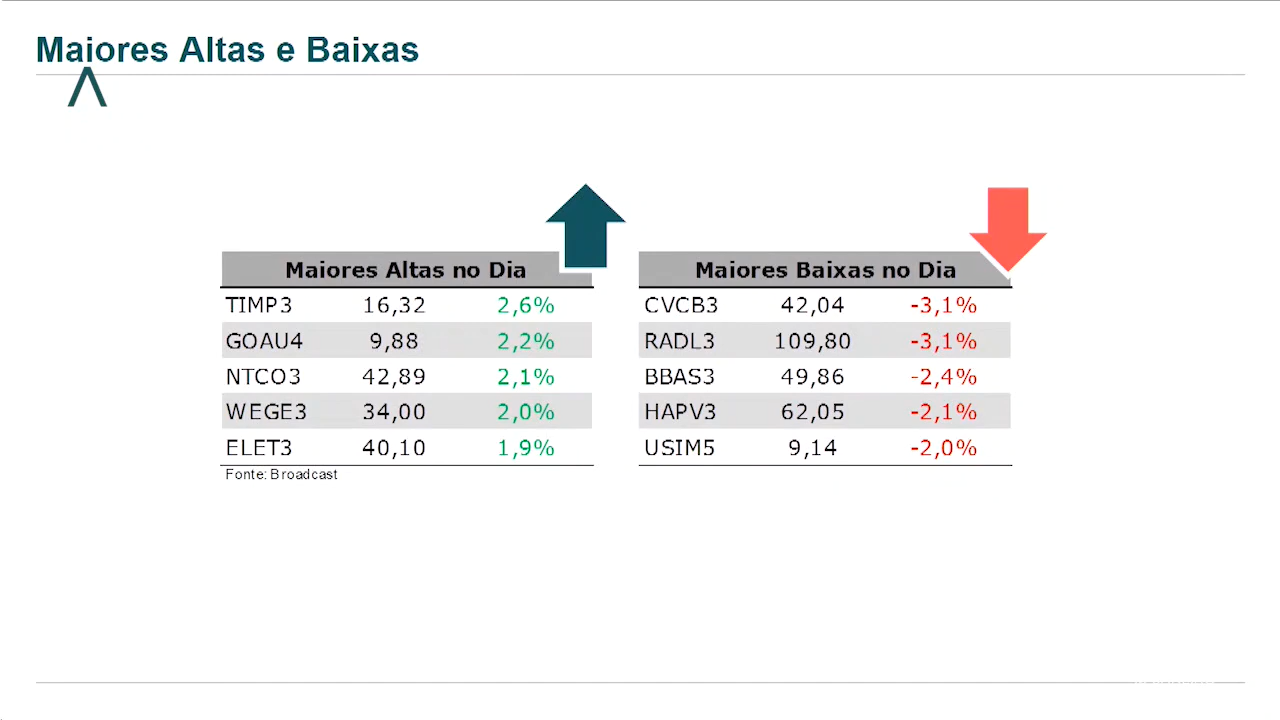 Maiores Altas e Baixas
Maiores Altas no Dia
TIMP3 16,32 2,6%
GOAU4 9,88 2,2%
NTCO3 42,89 2,1%
WEGE3 34,00 2,0%
ELET3 40,10 1,9%
Fonte: Broadcast
Maiores Baixas no Dia
CVCB3 42,04 -3,1%
RADL3 109,80 -3,1%
BBAS3 49,86 -2,4%
HAPV3 62,05 -2,1%
USIM5 9,14 -2,0%